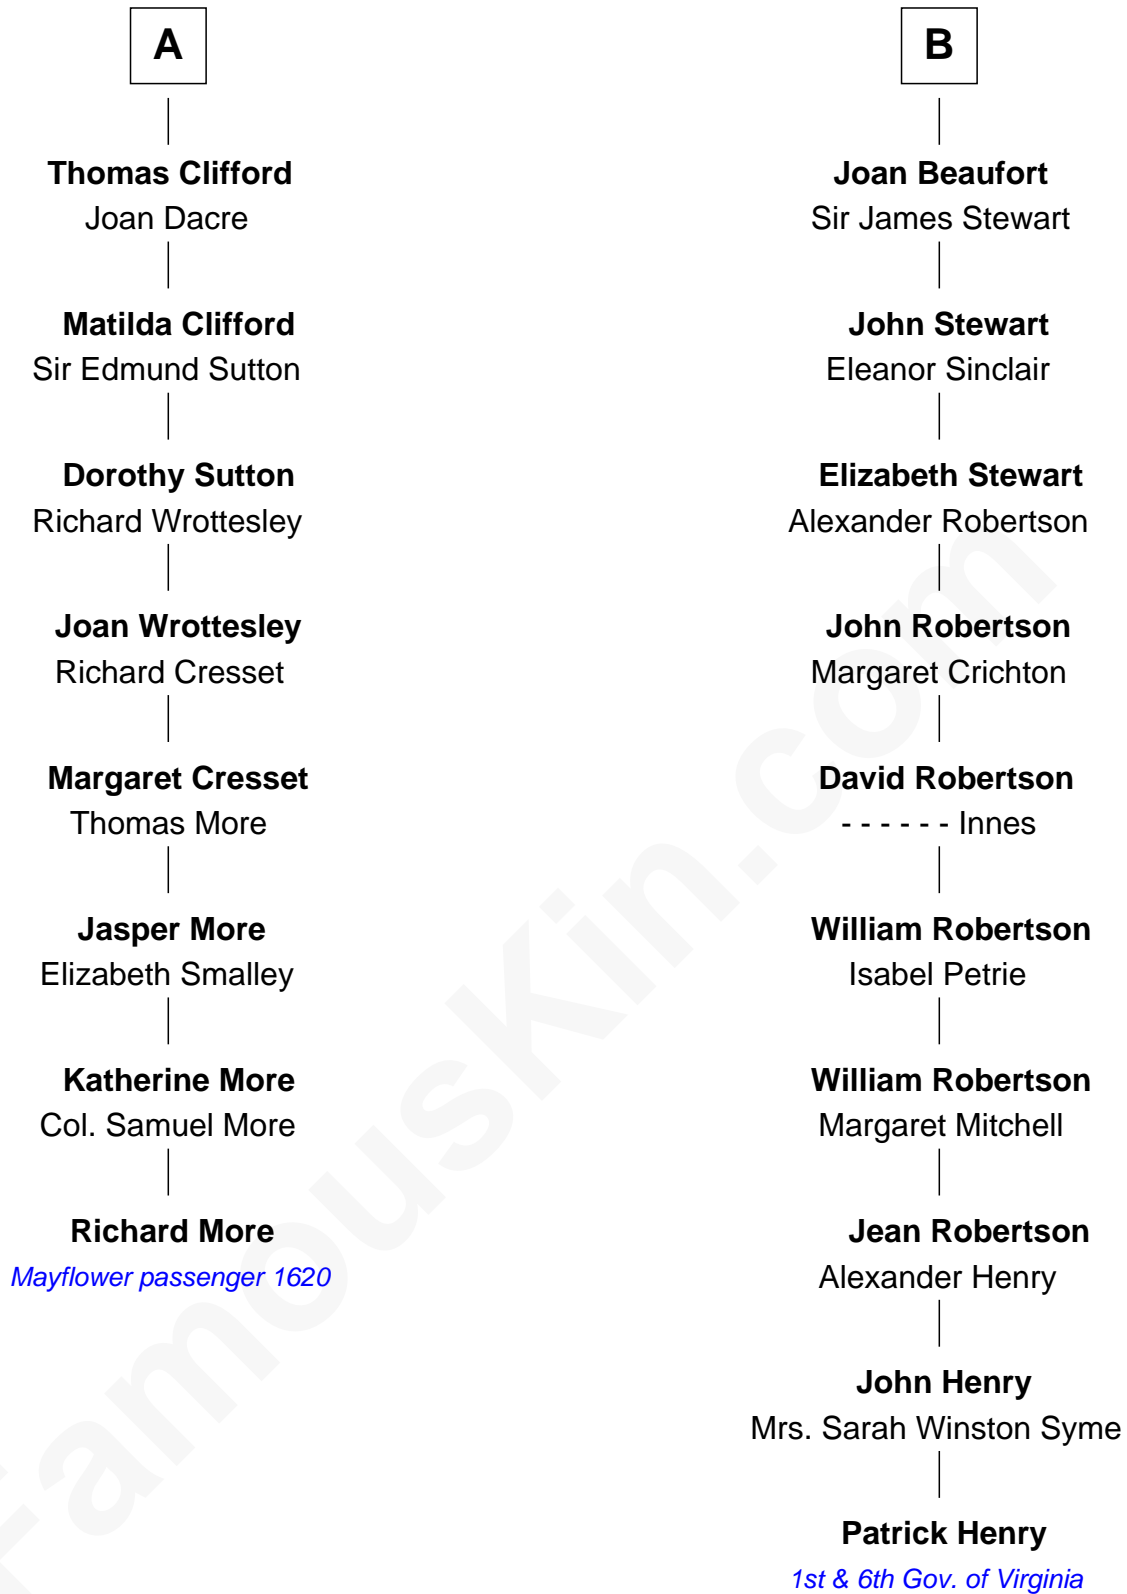 A
Thomas Clifford
Joan Dacre
Matilda Clifford
Sir Edmund Sutton
Dorothy Sutton
Richard Wrottesley
Joan Wrottesley
Richard Cresset
Margaret Cresset
Thomas More
Jasper More
Elizabeth Smalley
Katherine More
Col. Samuel More
Richard More
Mayflower passenger 1620
B
Joan Beaufort
Sir James Stewart
John Stewart
Eleanor Sinclair
Elizabeth Stewart
Alexander Robertson
John Robertson
Margaret Crichton
David Robertson
- - - - - - Innes
William Robertson
Isabel Petrie
William Robertson
Margaret Mitchell
Jean Robertson
Alexander Henry
John Henry
Mrs. Sarah Winston Syme
Patrick Henry
1st & 6th Gov. of Virginia
FamousKin.com